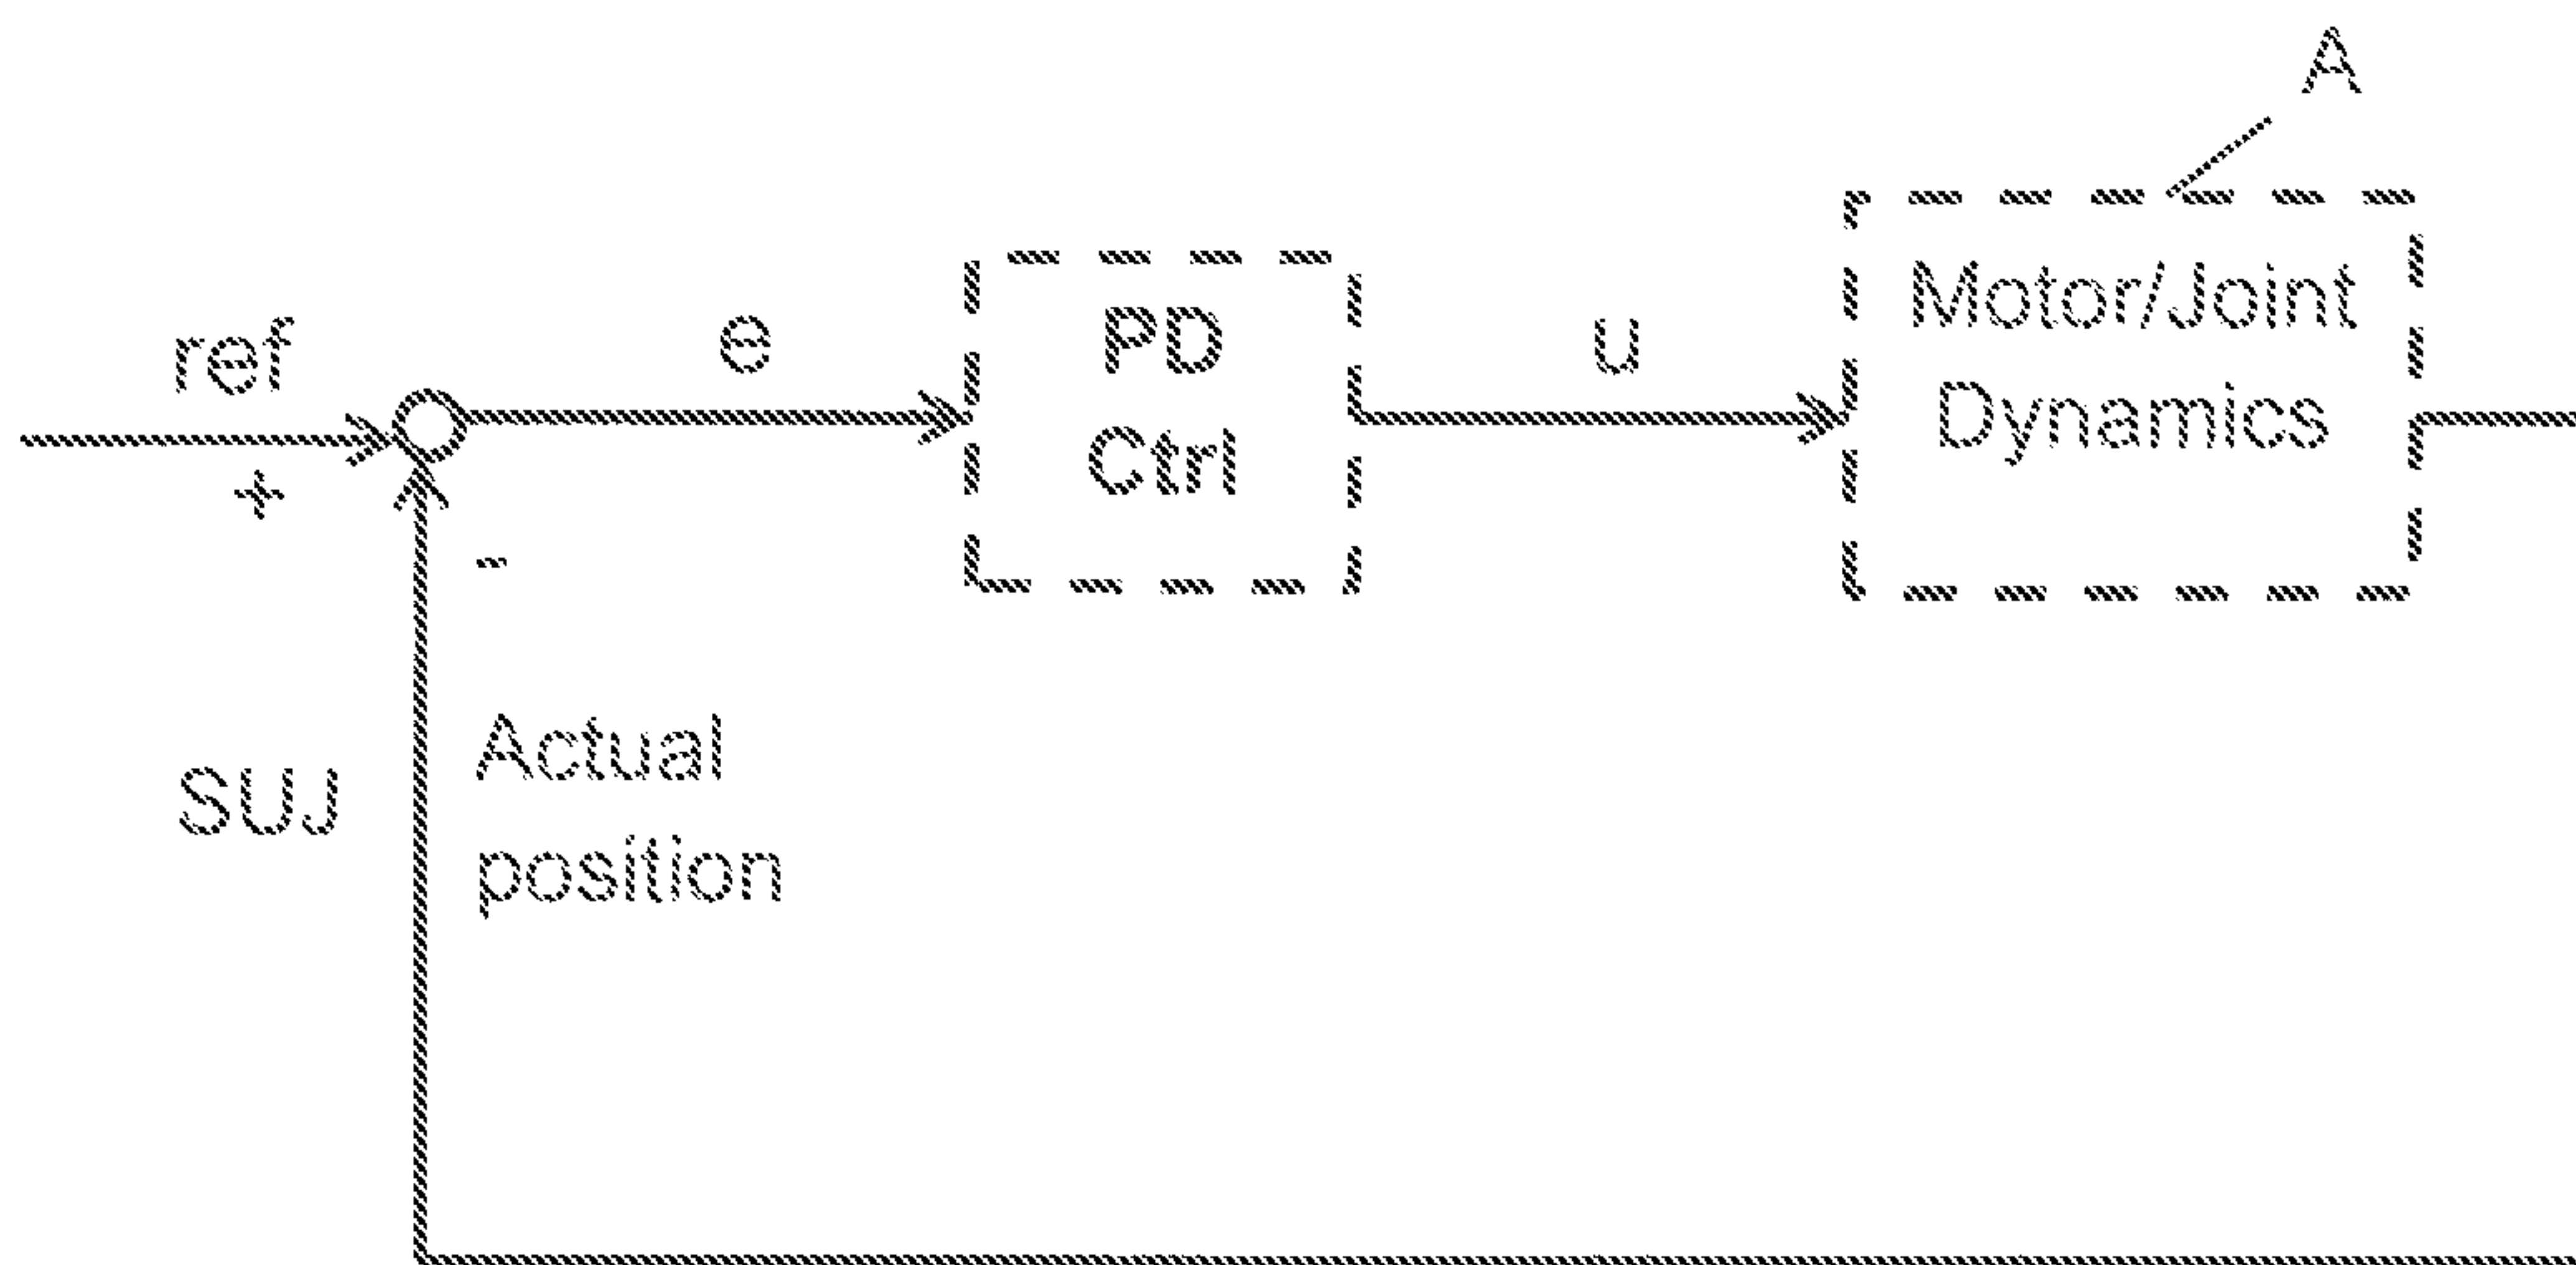 A
ref
e
PD
Ctrl
u
Motor/Joint
Dynamics
+
-
SUJ
Actual
position